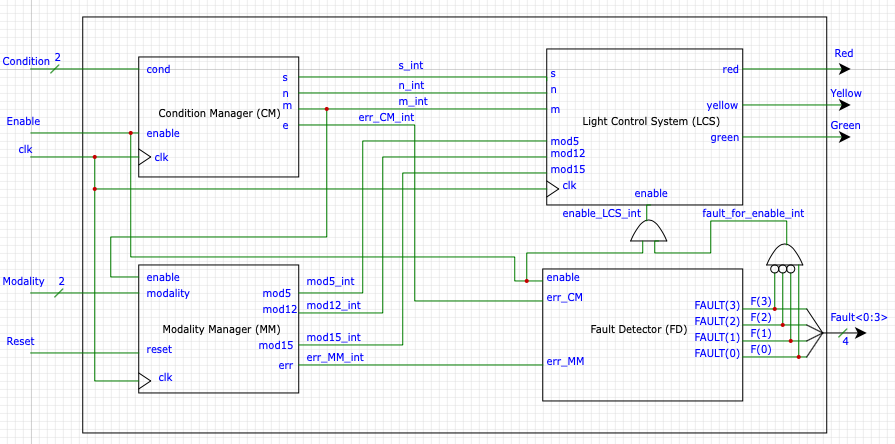 Condition 2
Enable
clk
Modality 2
Reset
cond
s
n
m
e
Condition Manager (CM)
enable
clk
s_int
n_int
m_int
err_CM_int
s
n
m
Light Control System (LCS)
mod5
mod12
mod15
clk
enable
red
yellow
green
Red
Yellow
Green
enable_LCS_int
fault_for_enable_int
enable
modality
mod5
mod12
Modality Manager (MM)
mod15
reset
err
clk
mod5_int
mod12_int
mod15_int
err_MM_int
enable
err_CM
Fault Detector (FD)
err_MM
FAULT(3)
FAULT(2)
FAULT(1)
FAULT(0)
F(3)
F(2)
F(1)
F(0)
Fault<0:3>
4